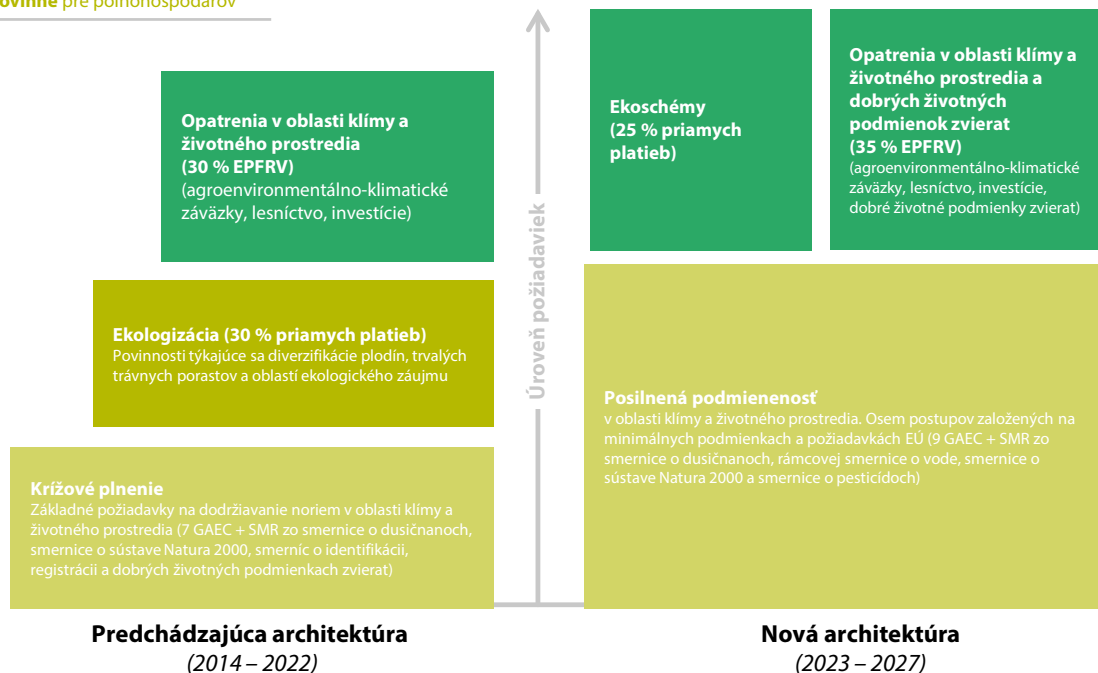 pre poľnohospodárov
Opatrenia v oblasti klímy a
životného prostredia
(30 % EPFRV)
(agroenvironmentálno-klimatické
záväzky, lesníctvo, investície)
Ekologizácia (30 % priamych platieb)
Povinnosti týkajúce sa diverzifikácie plodín, trvalých
trávnych porastov a oblastí ekologického záujmu
Krížové plnenie
Základné požiadavky na dodržiavanie noriem v oblasti klímy a
životného prostredia (7 GAEC + SMR zo smernice o dusičnanoch,
smernice o sústave Natura 2000, smerníc o identifikácii,
registrácii a dobrých životných podmienkach zvierat)
Predchádzajúca architektúra
(2014 – 2022)
Úroveň požiadaviek
Ekoschémy
(25 % priamych
platieb)
Opatrenia v oblasti klímy a
životného prostredia a
dobrých životných
podmienok zvierat
(35 % EPFRV)
(agroenvironmentálno-klimatické
záväzky, lesníctvo, investície,
dobré životné podmienky zvierat)
Posilnená podmienenosť
v oblasti klímy a životného prostredia. Osem postupov založených na
minimálnych podmienkach a požiadavkách EÚ (9 GAEC + SMR zo
smernice o dusičnanoch, rámcovej smernice o vode, smernice o
sústave Natura 2000 a smernice o pesticídoch)
Nová architektúra
(2023 – 2027)